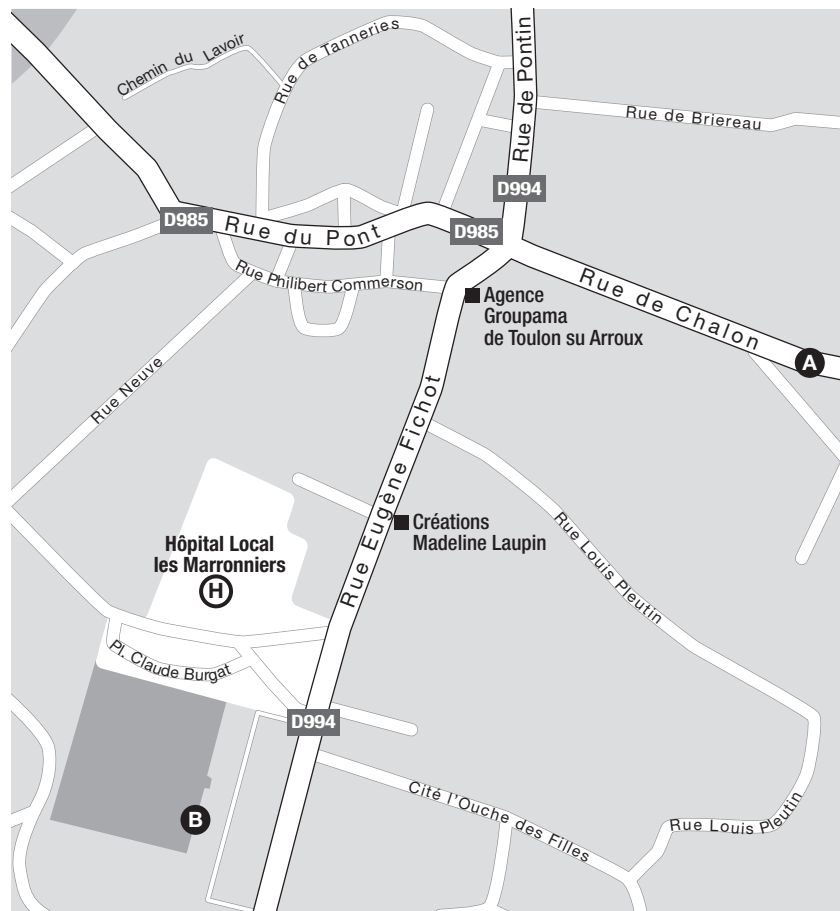 Chemin du Lavoir
Rue de Tanneries
Rue de Pontin
Rue de Briereau
D994
D985
Rue du Pont
D985
Rue Philibert Commerson
Rue de Chalon
Agence
Groupama
de Toulon su Arroux
A
Rue Neuve
Rue Eugène Fichot
Créations
Madeline Laupin
Rue Louis Pleutin
Hôpital Local
les Marronniers
H
Pl. Claude Burgat
D994
Cité l'Ouche des Filles
Rue Louis Pleutin
B